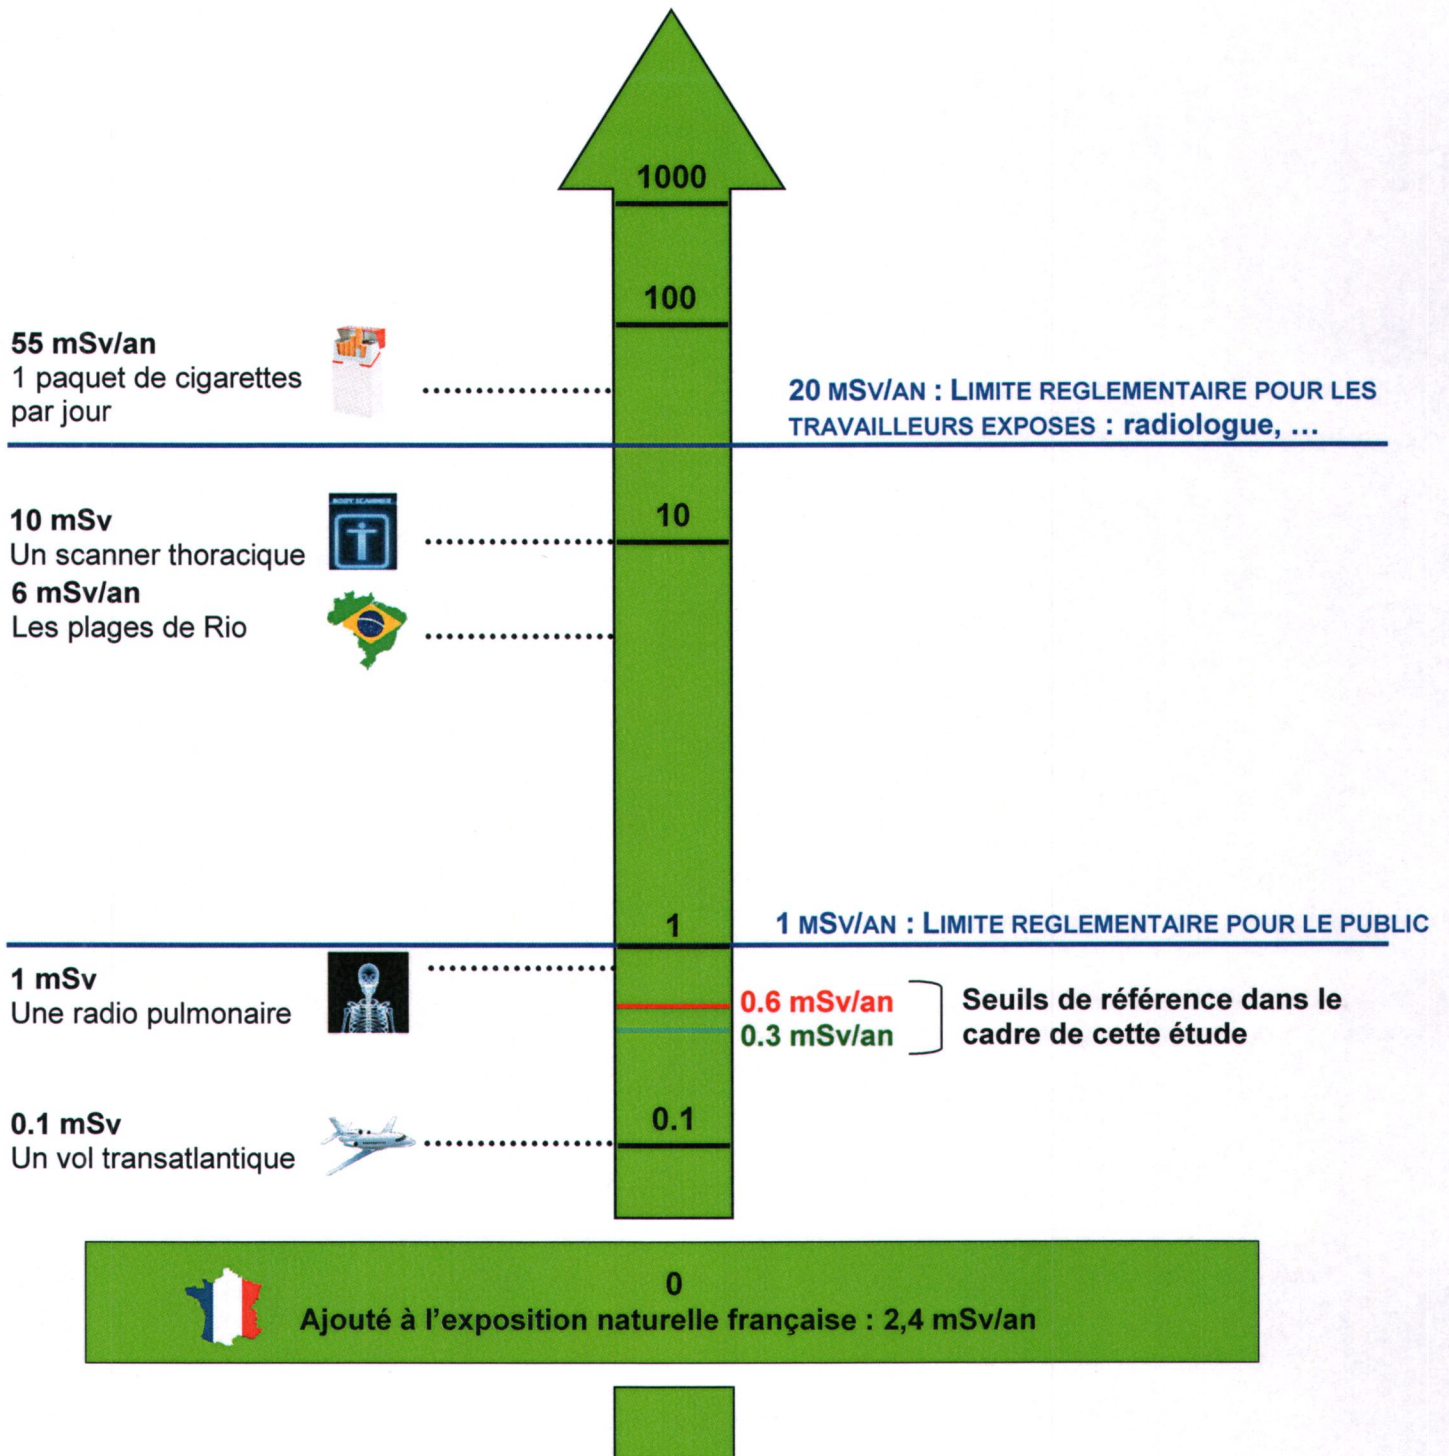 1000
100
55 mSv/an
1 paquet de cigarettes
par jour
20 MSV/AN : LIMITE REGLEMENTAIRE POUR LES
TRAVAILLEURS EXPOSES : radiologue, …
BODY SCANNER
10 mSv
Un scanner thoracique
10
6 mSv/an
Les plages de Rio
1
1 MSV/AN : LIMITE REGLEMENTAIRE POUR LE PUBLIC
1 mSv
Une radio pulmonaire
0.6 mSv/an
0.3 mSv/an
Seuils de référence dans le
cadre de cette étude
0.1 mSv
Un vol transatlantique
0.1
0
Ajouté à l'exposition naturelle française : 2,4 mSv/an